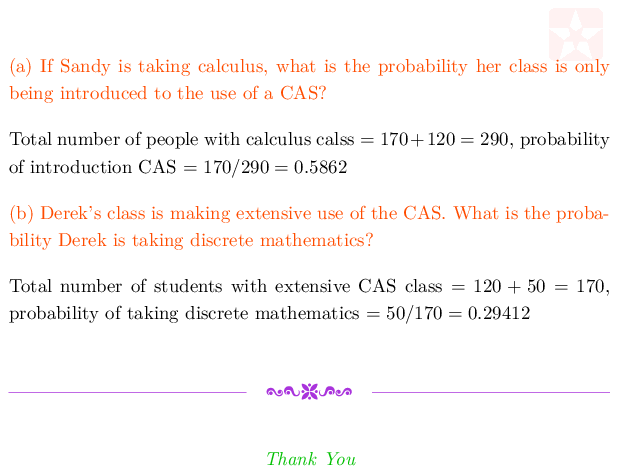 (a) If Sandy is taking calculus, what is the probability her class is only
being introduced to the use of a CAS?
Total number of people with calculus calss = 170+120 = 290, probability
of introduction CAS = 170/290 = 0.5862
(b) Derek's class is making extensive use of the CAS. What is the proba-
bility Derek is taking discrete mathematics?
Total number of students with extensive CAS class = 120 + 50 = 170,
probability of taking discrete mathematics = 50/170 = 0.29412
Thank You